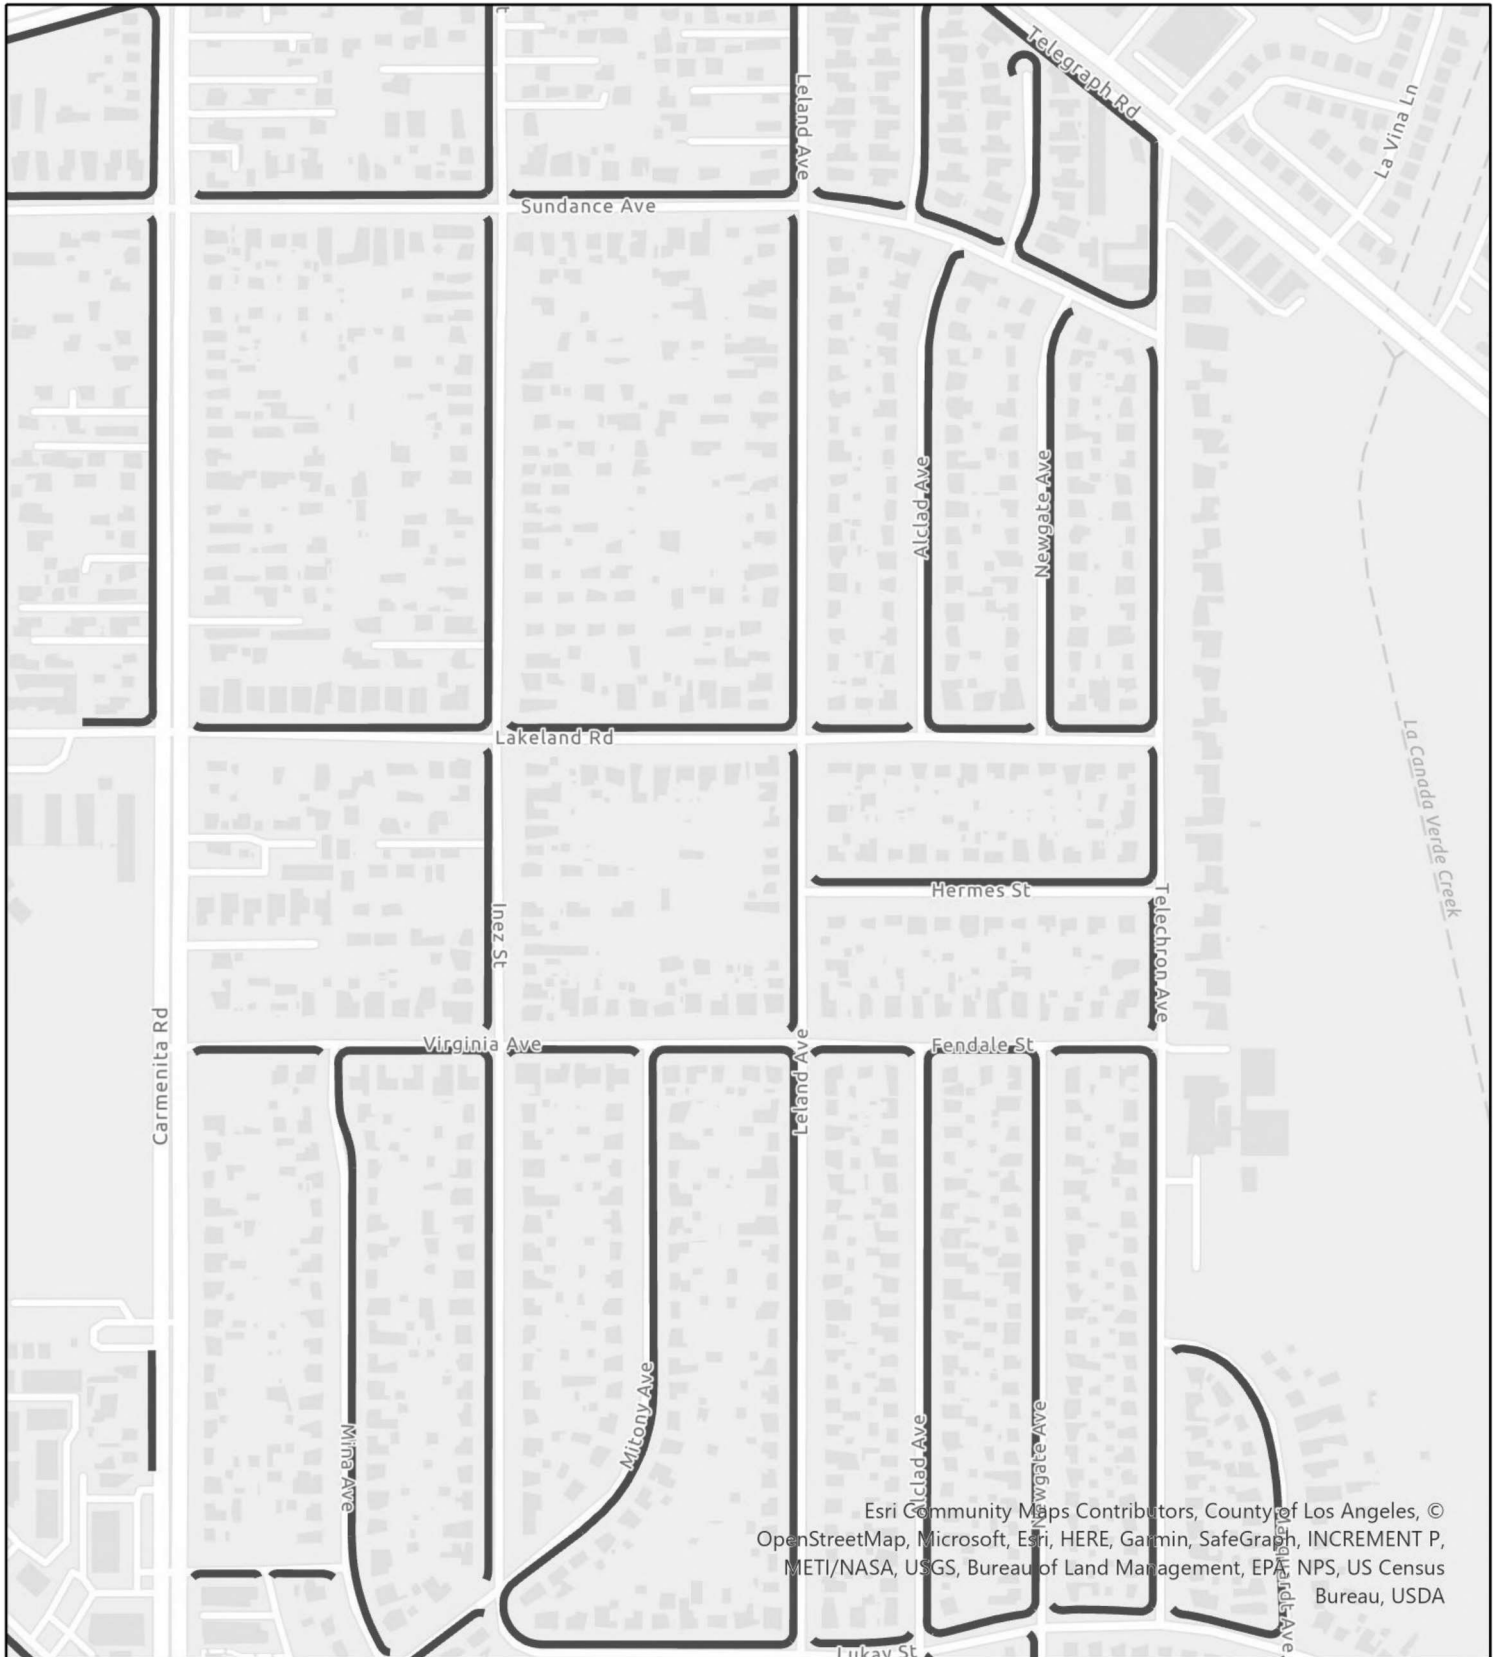 Telegraph Rd
La Vina Ln
Leland Ave
Sundance Ave
Alclad Ave
Newgate Ave
Lakeland Rd
La Canada Verde Creek
Hermes St
Telechron Ave
Inez St
Carmenita Rd
Virginia Ave
Leland Ave
Fendale St
Mitony Ave
Mina Ave
Alclad Ave
Newgate Ave
Esri Community Maps Contributors, County of Los Angeles, ©
OpenStreetMap, Microsoft, Esri, HERE, Garmin, SafeGraph, INCREMENT P,
METI/NASA, USGS, Bureau of Land Management, EPA, NPS, US Census
Bureau, USDA
Lukay St